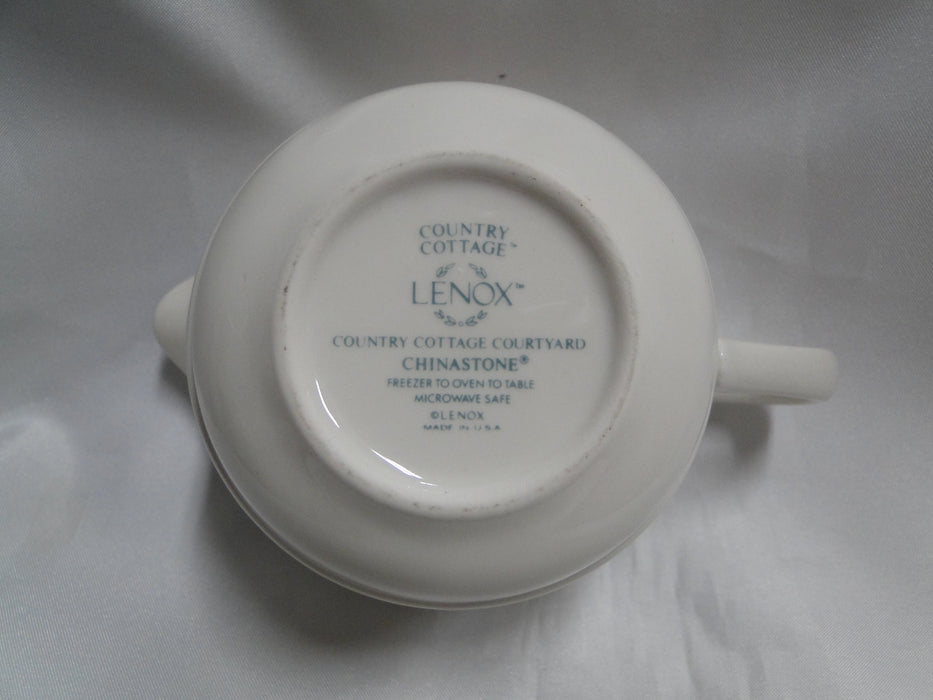 COUNTRY
COTTAGE™
LENOX™
COUNTRY COTTAGE COURTYARD
CHINASTONE®
FREEZER TO OVEN TO TABLE
MICROWAVE SAFE
©LENOX
MADE IN U.S.A.